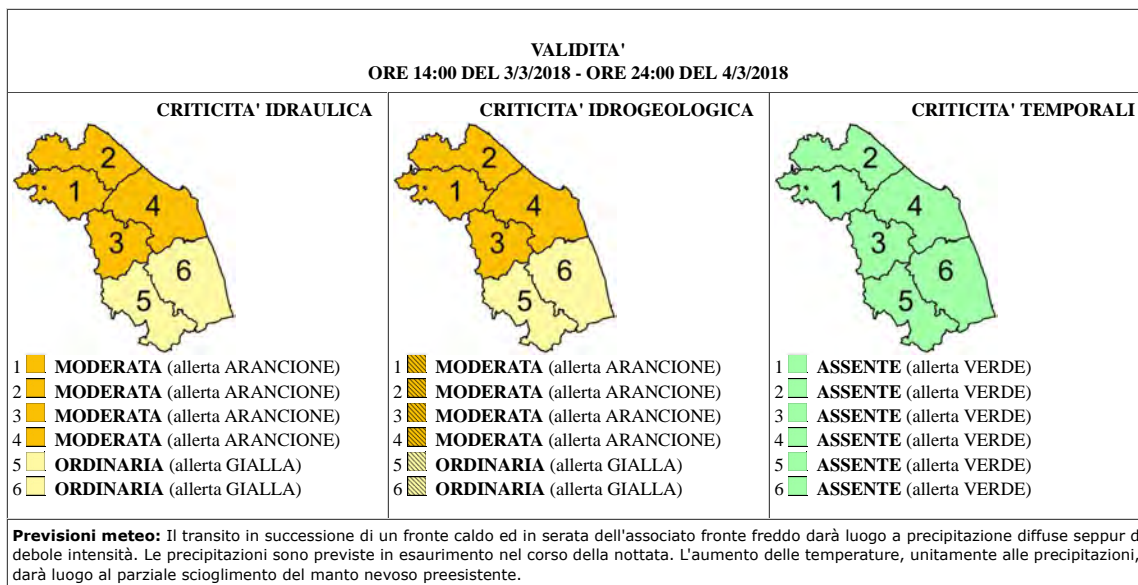 VALIDITA'
ORE 14:00 DEL 3/3/2018 - ORE 24:00 DEL 4/3/2018
CRITICITA' IDRAULICA
2
1
4
3
6
5
1 MODERATA (allerta ARANCIONE)
2 MODERATA (allerta ARANCIONE)
3 MODERATA (allerta ARANCIONE)
4 MODERATA (allerta ARANCIONE)
5 ORDINARIA (allerta GIALLA)
6 ORDINARIA (allerta GIALLA)
CRITICITA' IDROGEOLOGICA
2
1
4
3
6
5
1 MODERATA (allerta ARANCIONE)
2 MODERATA (allerta ARANCIONE)
3 MODERATA (allerta ARANCIONE)
4 MODERATA (allerta ARANCIONE)
5 ORDINARIA (allerta GIALLA)
6 ORDINARIA (allerta GIALLA)
CRITICITA' TEMPORALI
2
1
4
3
6
5
1 ASSENTE (allerta VERDE)
2 ASSENTE (allerta VERDE)
3 ASSENTE (allerta VERDE)
4 ASSENTE (allerta VERDE)
5 ASSENTE (allerta VERDE)
6 ASSENTE (allerta VERDE)
Previsioni meteo: Il transito in successione di un fronte caldo ed in serata dell'associato fronte freddo darà luogo a precipitazione diffuse seppur d
debole intensità. Le precipitazioni sono previste in esaurimento nel corso della nottata. L'aumento delle temperature, unitamente alle precipitazioni,
darà luogo al parziale scioglimento del manto nevoso preesistente.